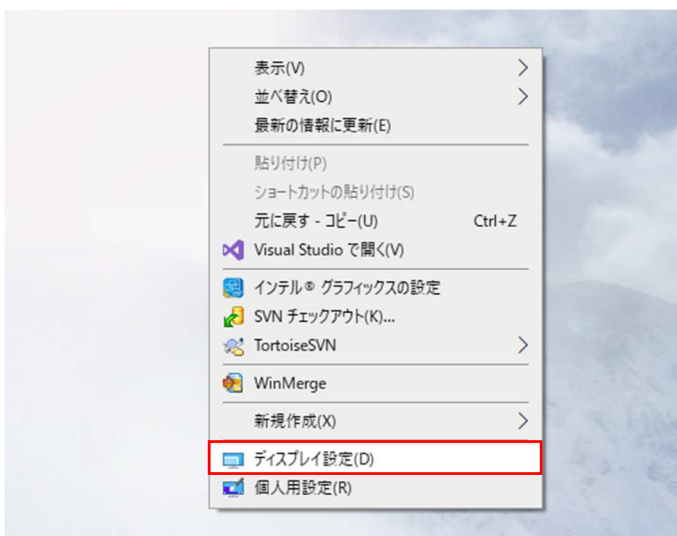 表示(V)
並べ替え(O)
最新の情報に更新(E)
貼り付け(P)
ショートカットの貼り付け(S)
元に戻す - コピー(U) Ctrl+Z
Visual Studio で開く(V)
インテル® グラフィックスの設定
SVN チェックアウト(K)...
TortoiseSVN
WinMerge
新規作成(X)
ディスプレイ設定(D)
個人用設定(R)